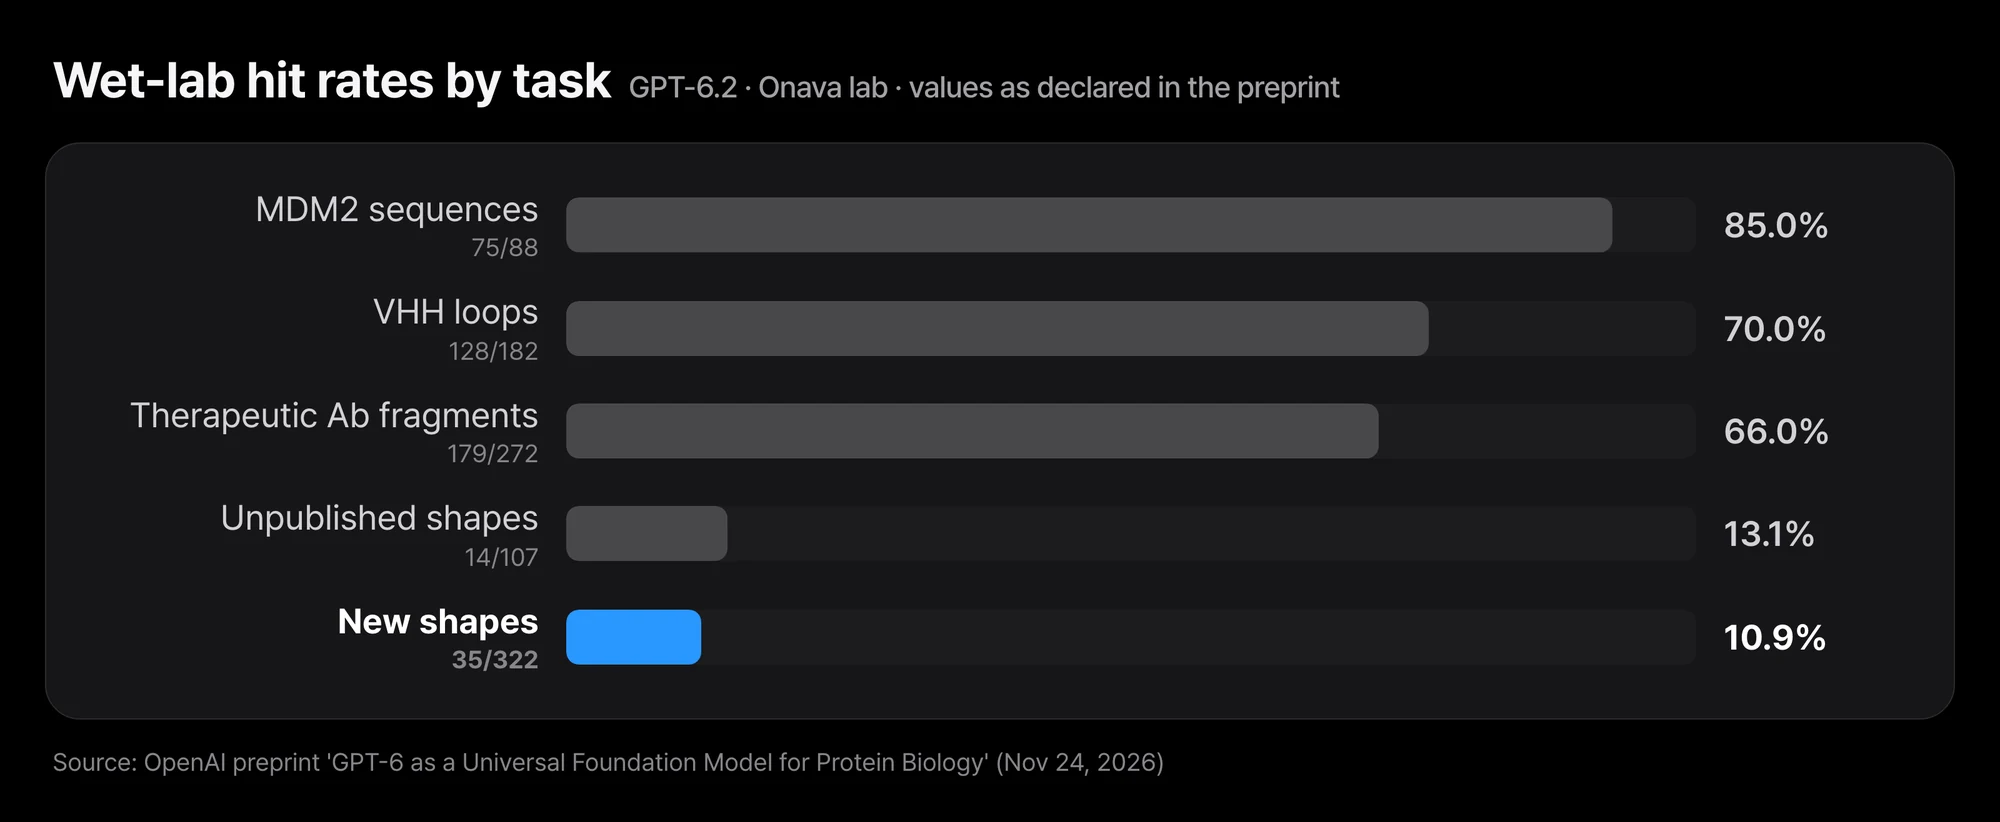 Wet-lab hit rates by task GPT-6.2 · Onava lab · values as declared in the preprint
MDM2 sequences
75/88
85.0%
VHH loops
128/182
70.0%
Therapeutic Ab fragments
179/272
66.0%
Unpublished shapes
14/107
13.1%
New shapes
35/322
10.9%
Source: OpenAI preprint 'GPT-6 as a Universal Foundation Model for Protein Biology' (Nov 24, 2026)